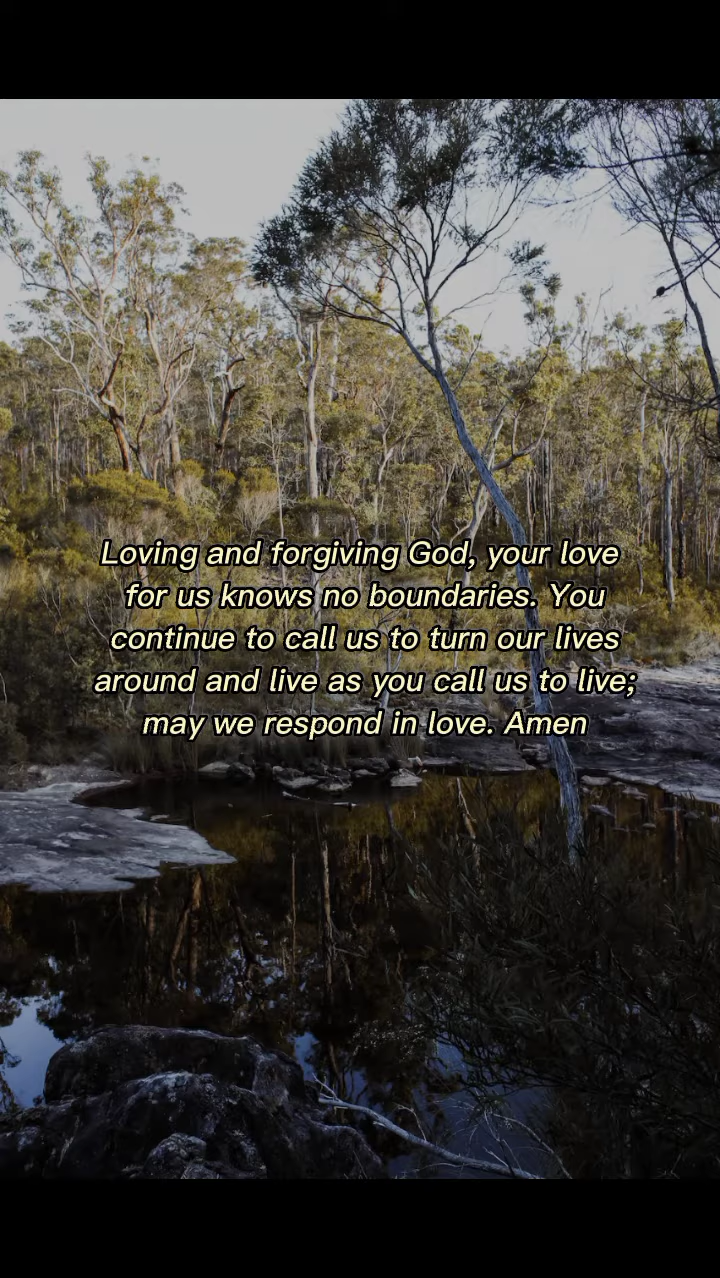 Loving and forgiving God, your love
for us knows no boundaries. You
continue to call us to turn our lives
around and live as you call us to live;
may we respond in love. Amen